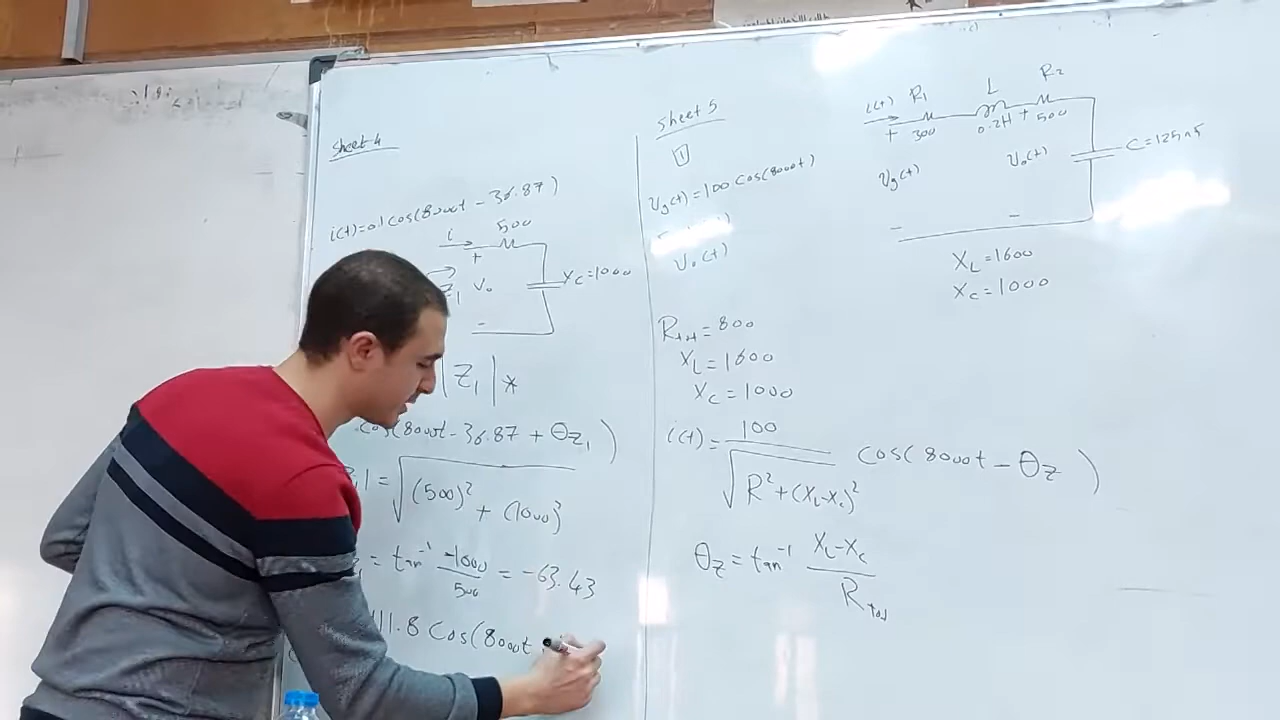 Sheet 4
i(t)=0.1 cos(8000t - 36.87)
i
500
+
V₀
Xc=1000
-
|Z₁| *
cos(8000t - 36.87 + θz₁)
| = √(500)² + (1000)²
= tan⁻¹ -1000/500 = -63.43
111.8 cos(8000t
Sheet 5
1
Vg(t)=100 cos(8000t)
V₀(t)
Rtot=800
XL=1600
Xc=1000
i(t)= 100/√R²+(XL-Xc)² cos(8000t - θz)
θz = tan⁻¹ XL-Xc/Rtot
i(t)
R₁
L
R₂
+
300
0.2H
+
500
Vg(t)
V₀(t)
C=125nF
-
-
XL=1600
Xc=1000